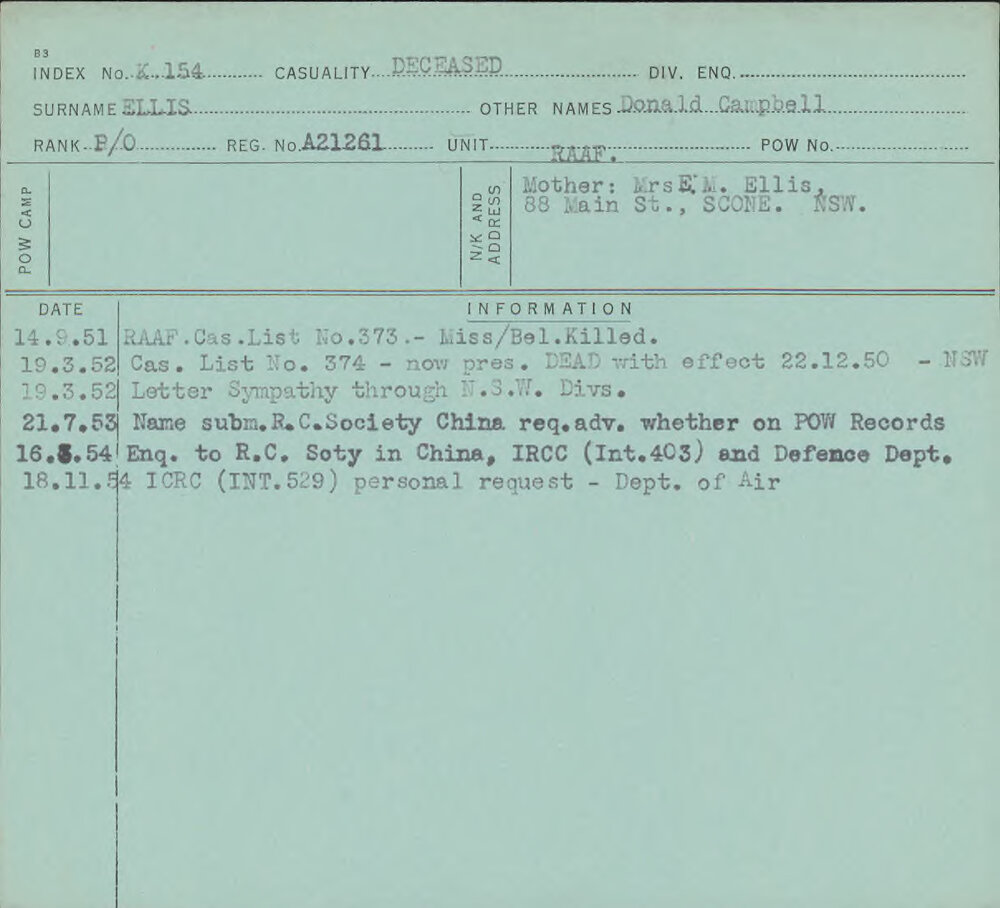 B3
INDEX No. K.154 CASUALITY DECEASED DIV. ENQ.
SURNAME ELLIS OTHER NAMES Donald Campbell
RANK P/O REG. No. A21261 UNIT RAAF. POW No.
POW CAMP
N/K AND ADDRESS
Mother: Mrs E.M. Ellis,
88 Main St., SCONE. NSW.
DATE INFORMATION
14.9.51 RAAF.Cas.List No.373.- Miss/Bel.Killed.
19.3.52 Cas. List No. 374 - now pres. DEAD with effect 22.12.50 - NSW
19.3.52 Letter Sympathy through N.S.W. Divs.
21.7.53 Name subm.R.C.Society China req.adv. whether on POW Records
Enq. to R.C. Soty in China, IRCC (Int.403) and Defence Dept.
18.11.54 ICRC (INT.529) personal request - Dept. of Air